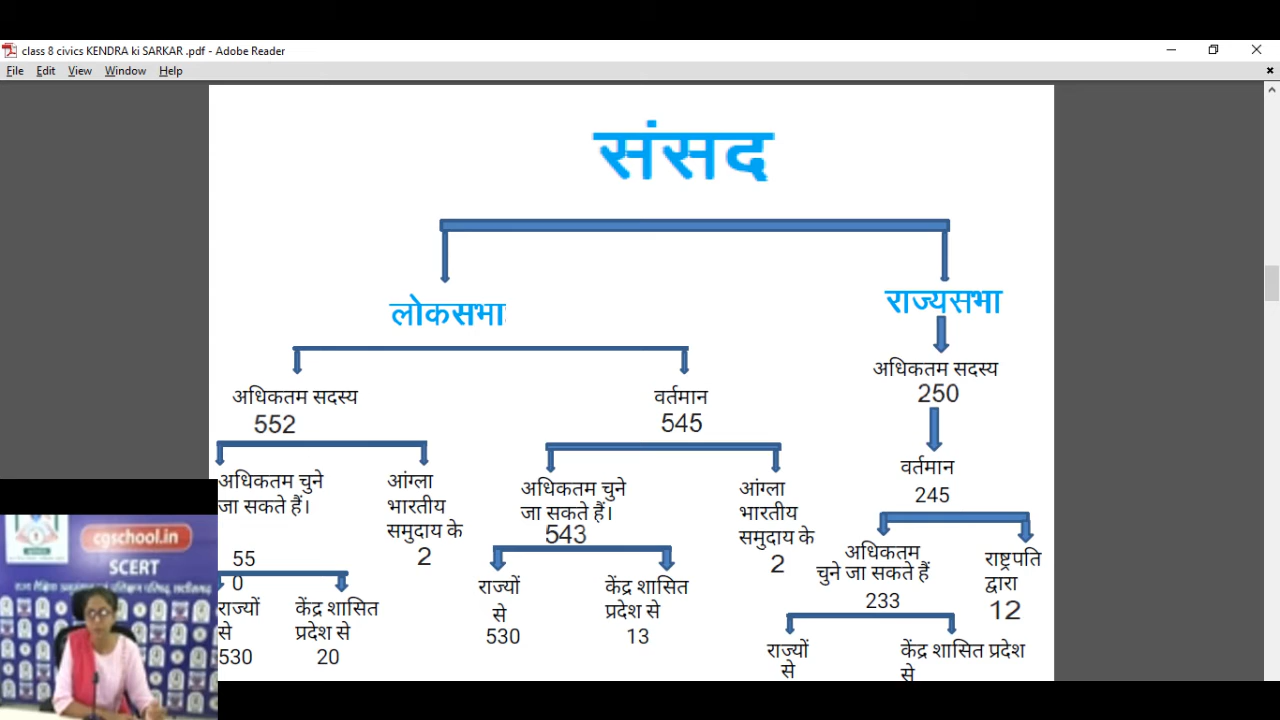 class 8 civics KENDRA ki SARKAR .pdf - Adobe Reader
File Edit View Window Help
संसद
लोकसभा
राज्यसभा
अधिकतम सदस्य
552
वर्तमान
545
अधिकतम सदस्य
250
वर्तमान
245
अधिकतम चुने
जा सकते हैं।
55
0
आंग्ला
भारतीय
समुदाय के
2
अधिकतम चुने
जा सकते हैं।
543
आंग्ला
भारतीय
समुदाय के
2
अधिकतम
चुने जा सकते हैं
233
राष्ट्रपति
द्वारा
12
राज्यों
से
530
केंद्र शासित
प्रदेश से
20
राज्यों
से
530
केंद्र शासित
प्रदेश से
13
राज्यों
से
केंद्र शासित प्रदेश
से
cgschool.in
SCERT